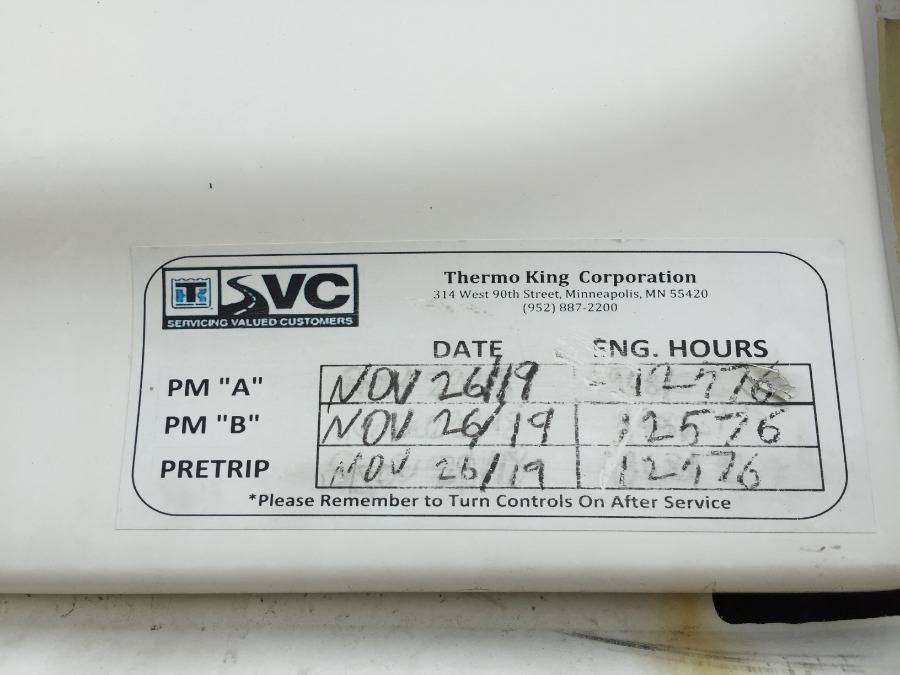 TK SVC
SERVICING VALUED CUSTOMERS
Thermo King Corporation
314 West 90th Street, Minneapolis, MN 55420
(952) 887-2200
DATE ENG. HOURS
PM "A" NOV 26/19
PM "B" NOV 26/19 12576
PRETRIP NOV 26/19 12576
*Please Remember to Turn Controls On After Service